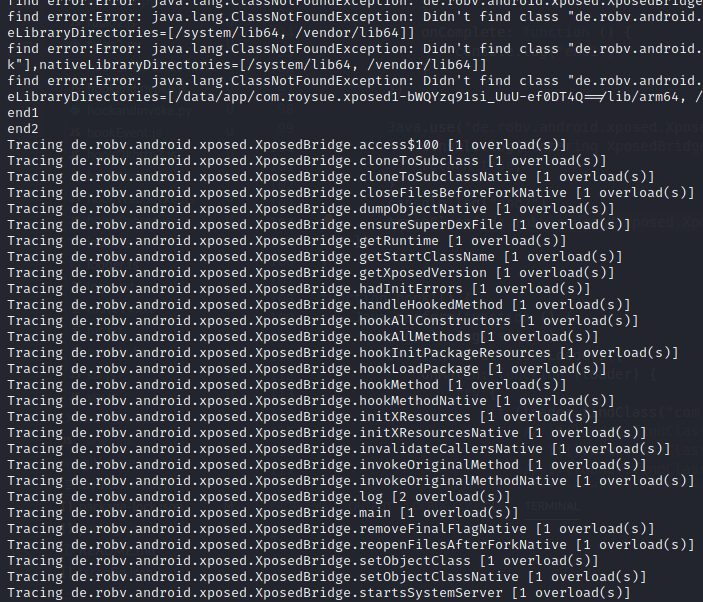 find error:Error: java.lang.ClassNotFoundException: Didn't find class "de.robv.android.xposed.XposedBridge
find error:Error: java.lang.ClassNotFoundException: Didn't find class "de.robv.android.
eLibraryDirectories=[/system/lib64, /vendor/lib64]]
find error:Error: java.lang.ClassNotFoundException: Didn't find class "de.robv.android.
k"],nativeLibraryDirectories=[/system/lib64, /vendor/lib64]]
find error:Error: java.lang.ClassNotFoundException: Didn't find class "de.robv.android.
eLibraryDirectories=[/data/app/com.roysue.xposed1-bWQYzq91si_UuU-ef0DT4Q==/lib/arm64, /
end1
end2
Tracing de.robv.android.xposed.XposedBridge.access$100 [1 overload(s)]
Tracing de.robv.android.xposed.XposedBridge.cloneToSubclass [1 overload(s)]
Tracing de.robv.android.xposed.XposedBridge.cloneToSubclassNative [1 overload(s)]
Tracing de.robv.android.xposed.XposedBridge.closeFilesBeforeForkNative [1 overload(s)]
Tracing de.robv.android.xposed.XposedBridge.dumpObjectNative [1 overload(s)]
Tracing de.robv.android.xposed.XposedBridge.ensureSuperDexFile [1 overload(s)]
Tracing de.robv.android.xposed.XposedBridge.getRuntime [1 overload(s)]
Tracing de.robv.android.xposed.XposedBridge.getStartClassName [1 overload(s)]
Tracing de.robv.android.xposed.XposedBridge.getXposedVersion [1 overload(s)]
Tracing de.robv.android.xposed.XposedBridge.hadInitErrors [1 overload(s)]
Tracing de.robv.android.xposed.XposedBridge.handleHookedMethod [1 overload(s)]
Tracing de.robv.android.xposed.XposedBridge.hookAllConstructors [1 overload(s)]
Tracing de.robv.android.xposed.XposedBridge.hookAllMethods [1 overload(s)]
Tracing de.robv.android.xposed.XposedBridge.hookInitPackageResources [1 overload(s)]
Tracing de.robv.android.xposed.XposedBridge.hookLoadPackage [1 overload(s)]
Tracing de.robv.android.xposed.XposedBridge.hookMethod [1 overload(s)]
Tracing de.robv.android.xposed.XposedBridge.hookMethodNative [1 overload(s)]
Tracing de.robv.android.xposed.XposedBridge.initXResources [1 overload(s)]
Tracing de.robv.android.xposed.XposedBridge.initXResourcesNative [1 overload(s)]
Tracing de.robv.android.xposed.XposedBridge.invalidateCallersNative [1 overload(s)]
Tracing de.robv.android.xposed.XposedBridge.invokeOriginalMethod [1 overload(s)]
Tracing de.robv.android.xposed.XposedBridge.invokeOriginalMethodNative [1 overload(s)]
Tracing de.robv.android.xposed.XposedBridge.log [2 overload(s)]
Tracing de.robv.android.xposed.XposedBridge.main [1 overload(s)]
Tracing de.robv.android.xposed.XposedBridge.removeFinalFlagNative [1 overload(s)]
Tracing de.robv.android.xposed.XposedBridge.reopenFilesAfterForkNative [1 overload(s)]
Tracing de.robv.android.xposed.XposedBridge.setObjectClass [1 overload(s)]
Tracing de.robv.android.xposed.XposedBridge.setObjectClassNative [1 overload(s)]
Tracing de.robv.android.xposed.XposedBridge.startsSystemServer [1 overload(s)]